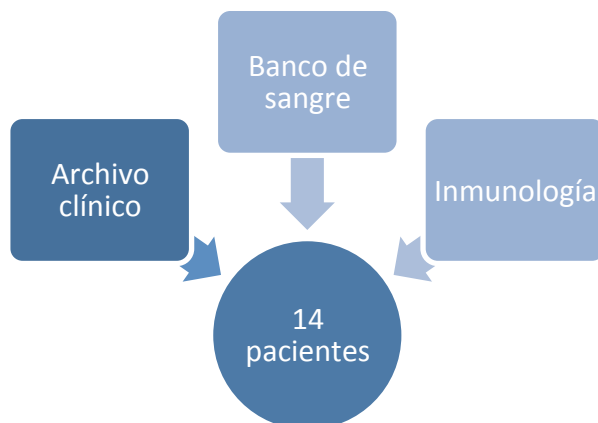 Banco de
sangre
Archivo
clínico
Inmunología
14
pacientes